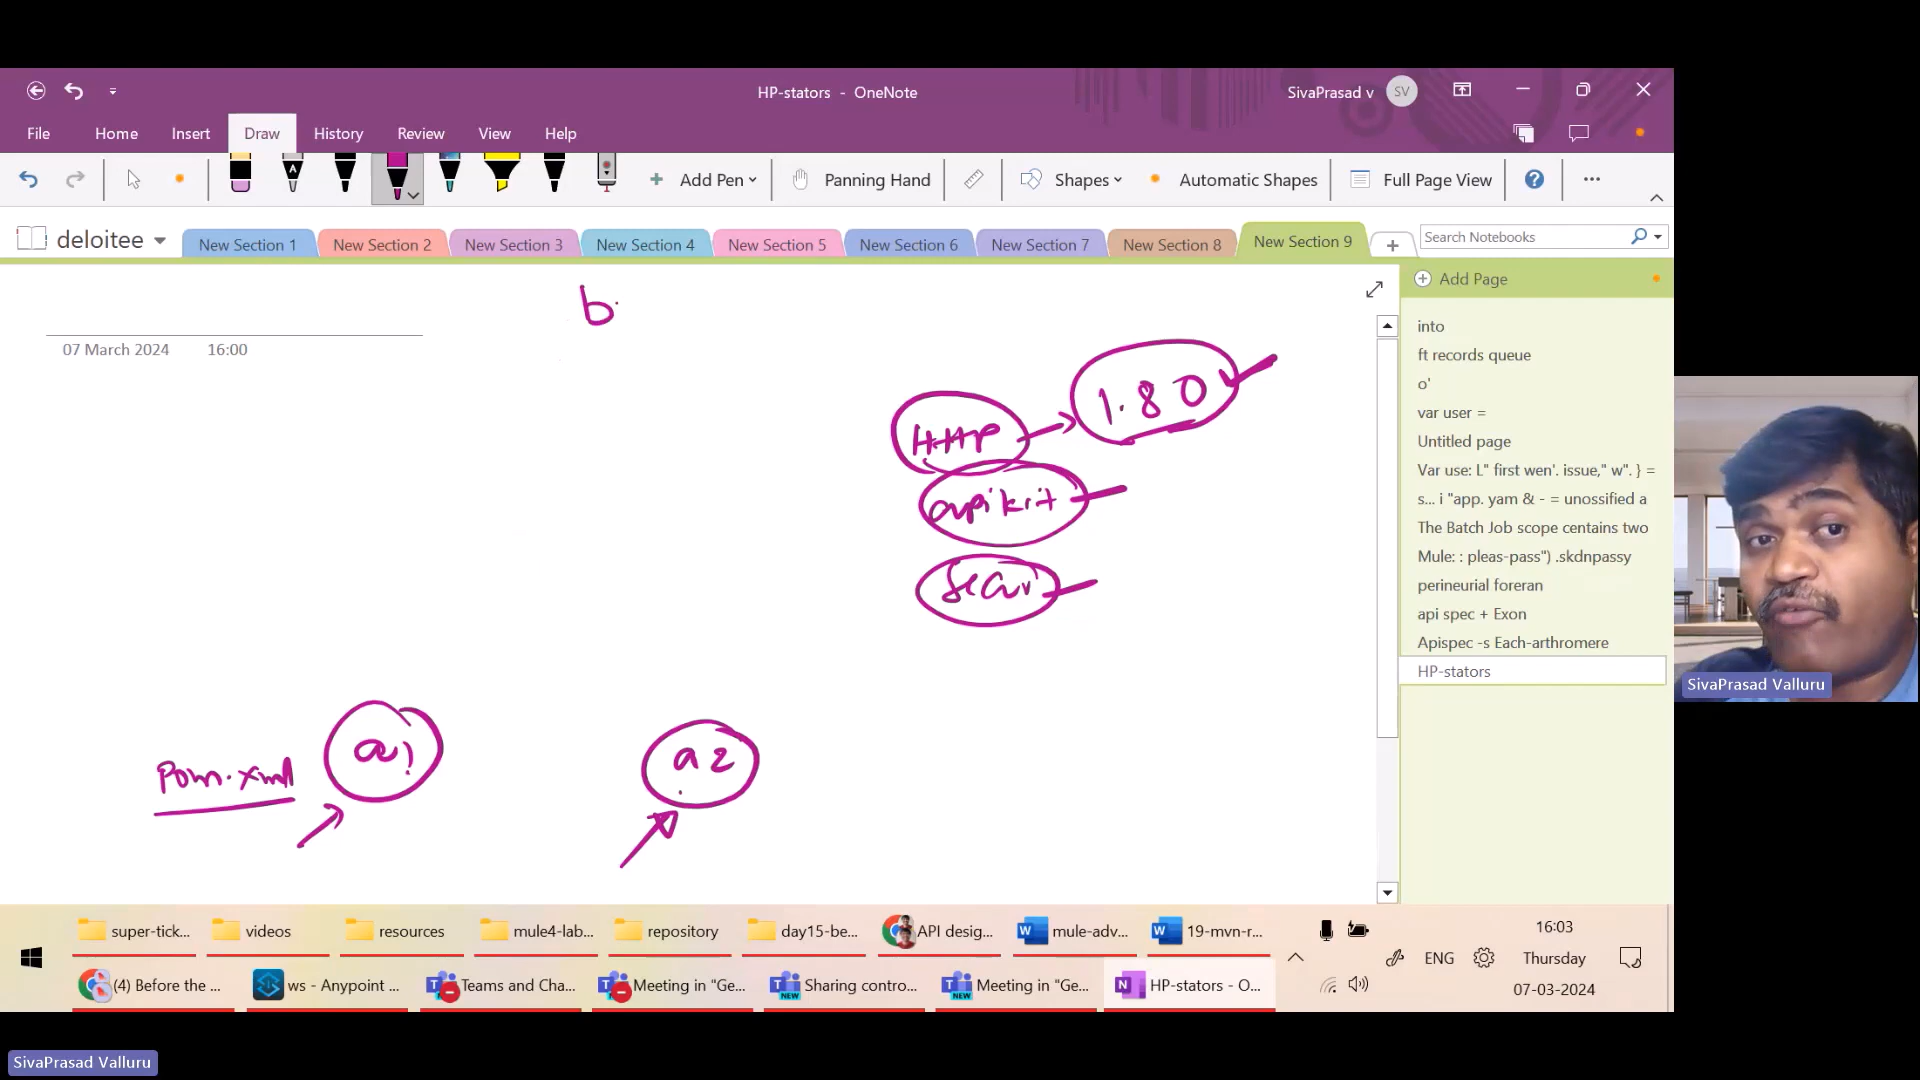 HP-stators - OneNote
SivaPrasad v
SV
File
Home
Insert
Draw
History
Review
View
Help
Add Pen
Panning Hand
Shapes
Automatic Shapes
Full Page View
deloitee
New Section 1
New Section 2
New Section 3
New Section 4
New Section 5
New Section 6
New Section 7
New Section 8
New Section 9
Search Notebooks
Add Page
b
07 March 2024 16:00
1.80
HTTP
apikit
Secur
a1
Pom.xml
a2
into
ft records queue
o'
var user =
Untitled page
Var use: L" first wen'. issue," w". } =
s... i "app. yam & - = unossified a
The Batch Job scope centains two
Mule: : pleas-pass") .skdnpassy
perineurial foreran
api spec + Exon
Apispec -s Each-arthromere
HP-stators
SivaPrasad Valluru
super-tick...
videos
resources
mule4-lab...
repository
day15-be...
API desig...
mule-adv...
19-mvn-r...
(4) Before the ...
ws - Anypoint ...
Teams and Cha...
Meeting in "Ge...
Sharing contro...
Meeting in "Ge...
HP-stators - O...
ENG
16:03
Thursday
07-03-2024
SivaPrasad Valluru